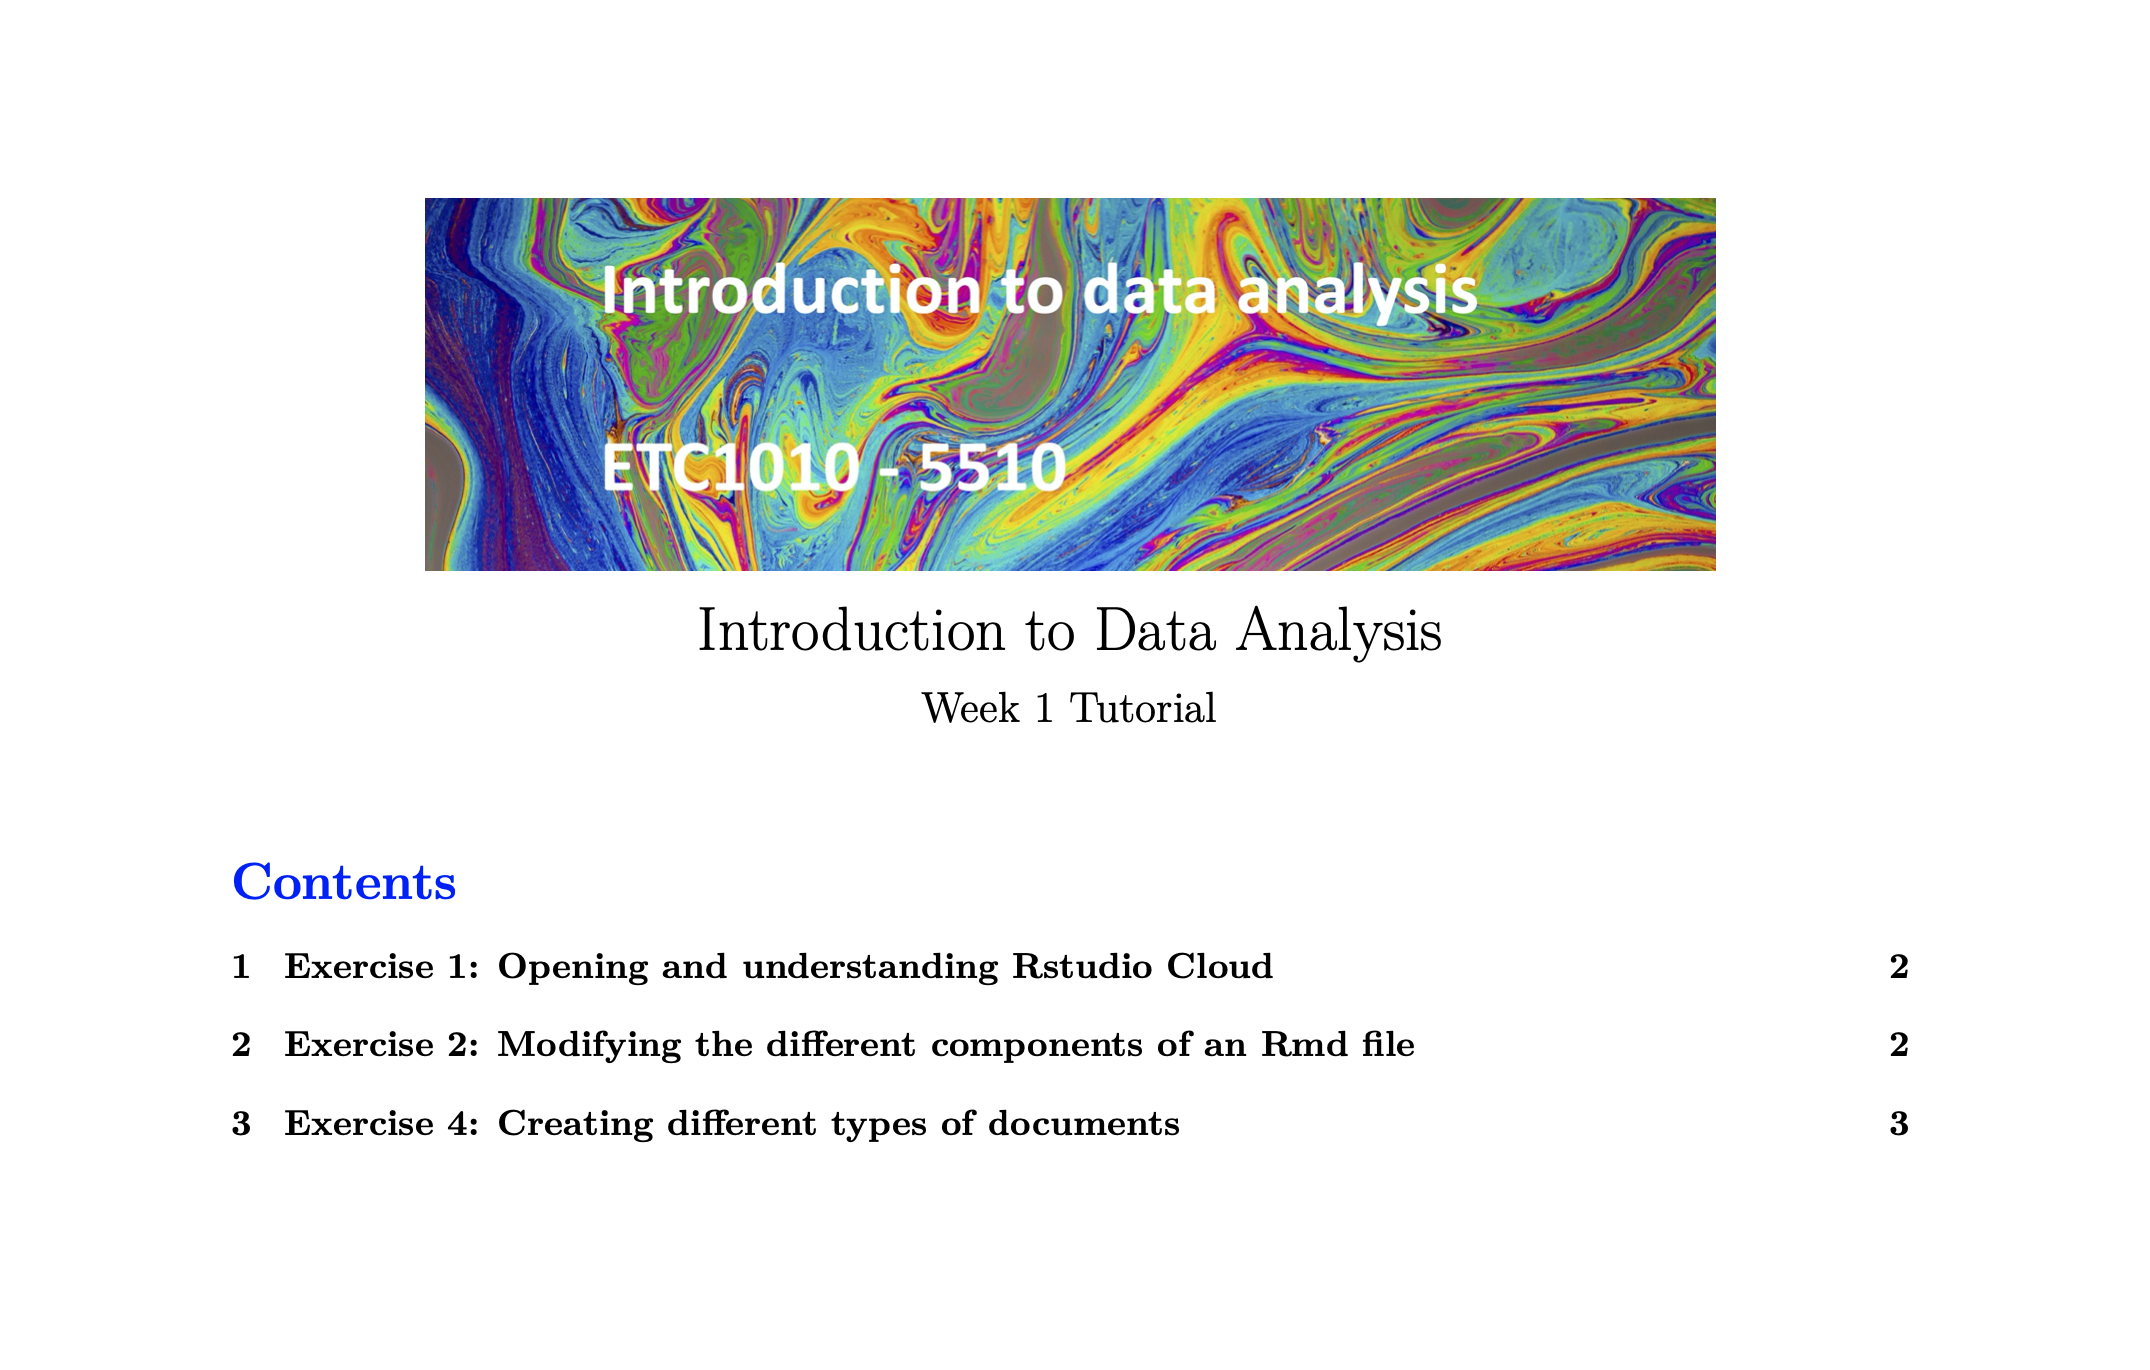 Introduction to data analysis
ETC1010 - 5510
Introduction to Data Analysis
Week 1 Tutorial
Contents
1 Exercise 1: Opening and understanding Rstudio Cloud 2
2 Exercise 2: Modifying the different components of an Rmd file 2
3 Exercise 4: Creating different types of documents 3